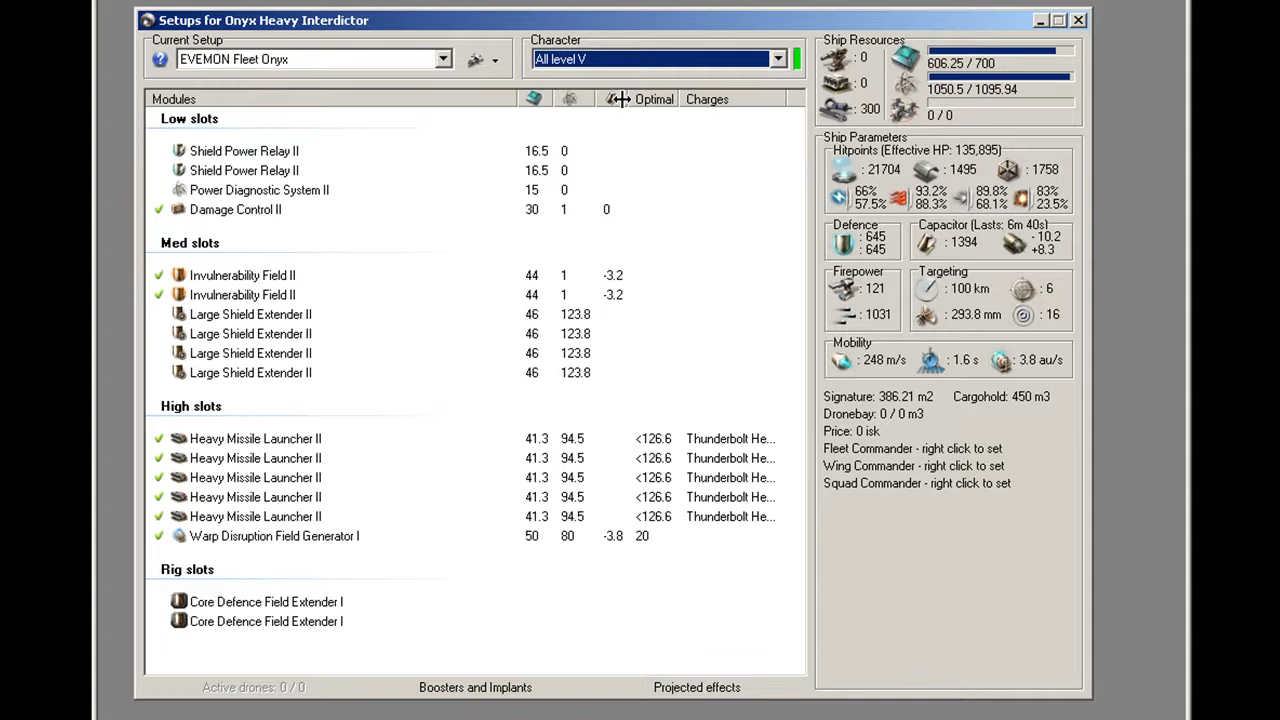 Setups for Onyx Heavy Interdictor
Current Setup
EVEMON Fleet Onyx
Character
All level V
Modules Optimal Charges
Low slots
Shield Power Relay II 16.5 0
Shield Power Relay II 16.5 0
Power Diagnostic System II 15 0
Damage Control II 30 1 0
Med slots
Invulnerability Field II 44 1 -3.2
Invulnerability Field II 44 1 -3.2
Large Shield Extender II 46 123.8
Large Shield Extender II 46 123.8
Large Shield Extender II 46 123.8
Large Shield Extender II 46 123.8
High slots
Heavy Missile Launcher II 41.3 94.5 <126.6 Thunderbolt He...
Heavy Missile Launcher II 41.3 94.5 <126.6 Thunderbolt He...
Heavy Missile Launcher II 41.3 94.5 <126.6 Thunderbolt He...
Heavy Missile Launcher II 41.3 94.5 <126.6 Thunderbolt He...
Heavy Missile Launcher II 41.3 94.5 <126.6 Thunderbolt He...
Warp Disruption Field Generator I 50 80 -3.8 20
Rig slots
Core Defence Field Extender I
Core Defence Field Extender I
Active drones: 0 / 0 Boosters and Implants Projected effects
Ship Resources
: 0 606.25 / 700
: 0 1050.5 / 1095.94
: 300 0 / 0
Ship Parameters
Hitpoints (Effective HP: 135,895)
: 21704 : 1495 : 1758
66% 93.2% 89.8% 83%
57.5% 88.3% 68.1% 23.5%
Defence
: 645
645
Capacitor (Lasts: 6m 40s)
: 1394 : - 10.2
+8.3
Firepower
: 121
: 1031
Targeting
: 100 km : 6
: 293.8 mm : 16
Mobility
: 248 m/s : 1.6 s : 3.8 au/s
Signature: 386.21 m2 Cargohold: 450 m3
Dronebay: 0 / 0 m3
Price: 0 isk
Fleet Commander - right click to set
Wing Commander - right click to set
Squad Commander - right click to set